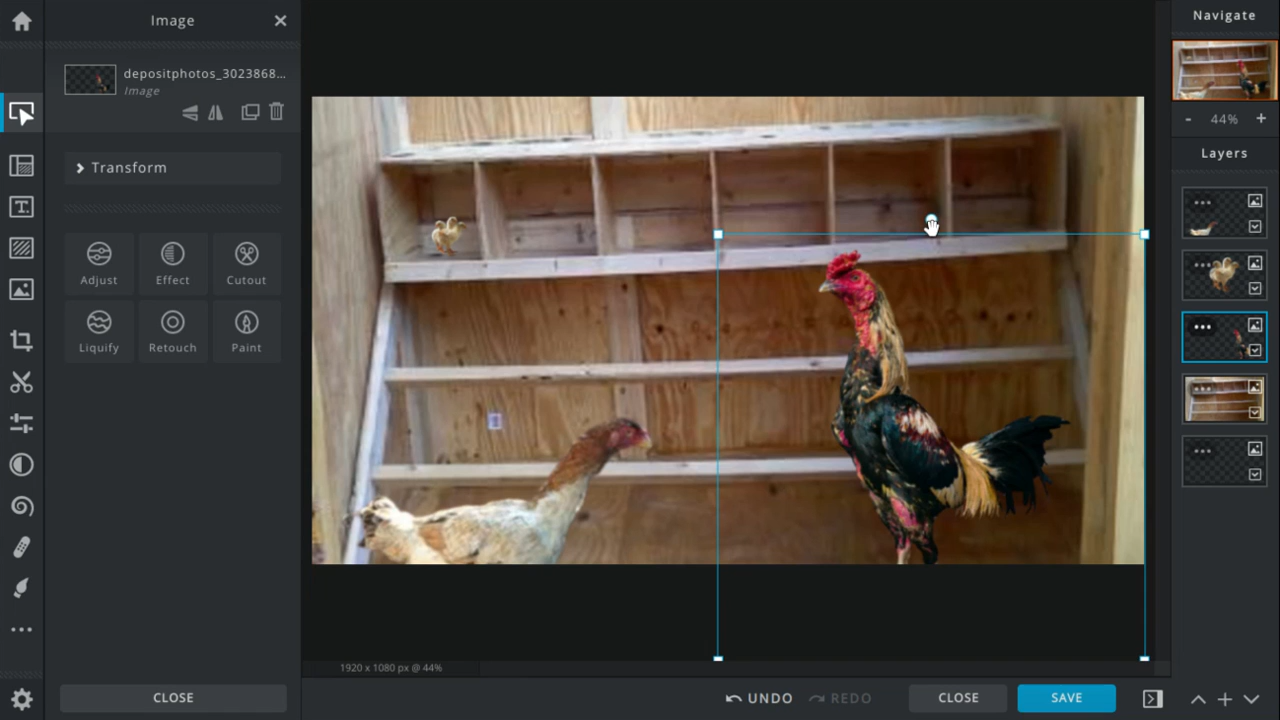 Image
depositphotos_3023868...
Image
Transform
Adjust
Effect
Cutout
Liquify
Retouch
Paint
CLOSE
1920 x 1080 px @ 44%
UNDO
REDO
CLOSE
SAVE
Navigate
- 44% +
Layers